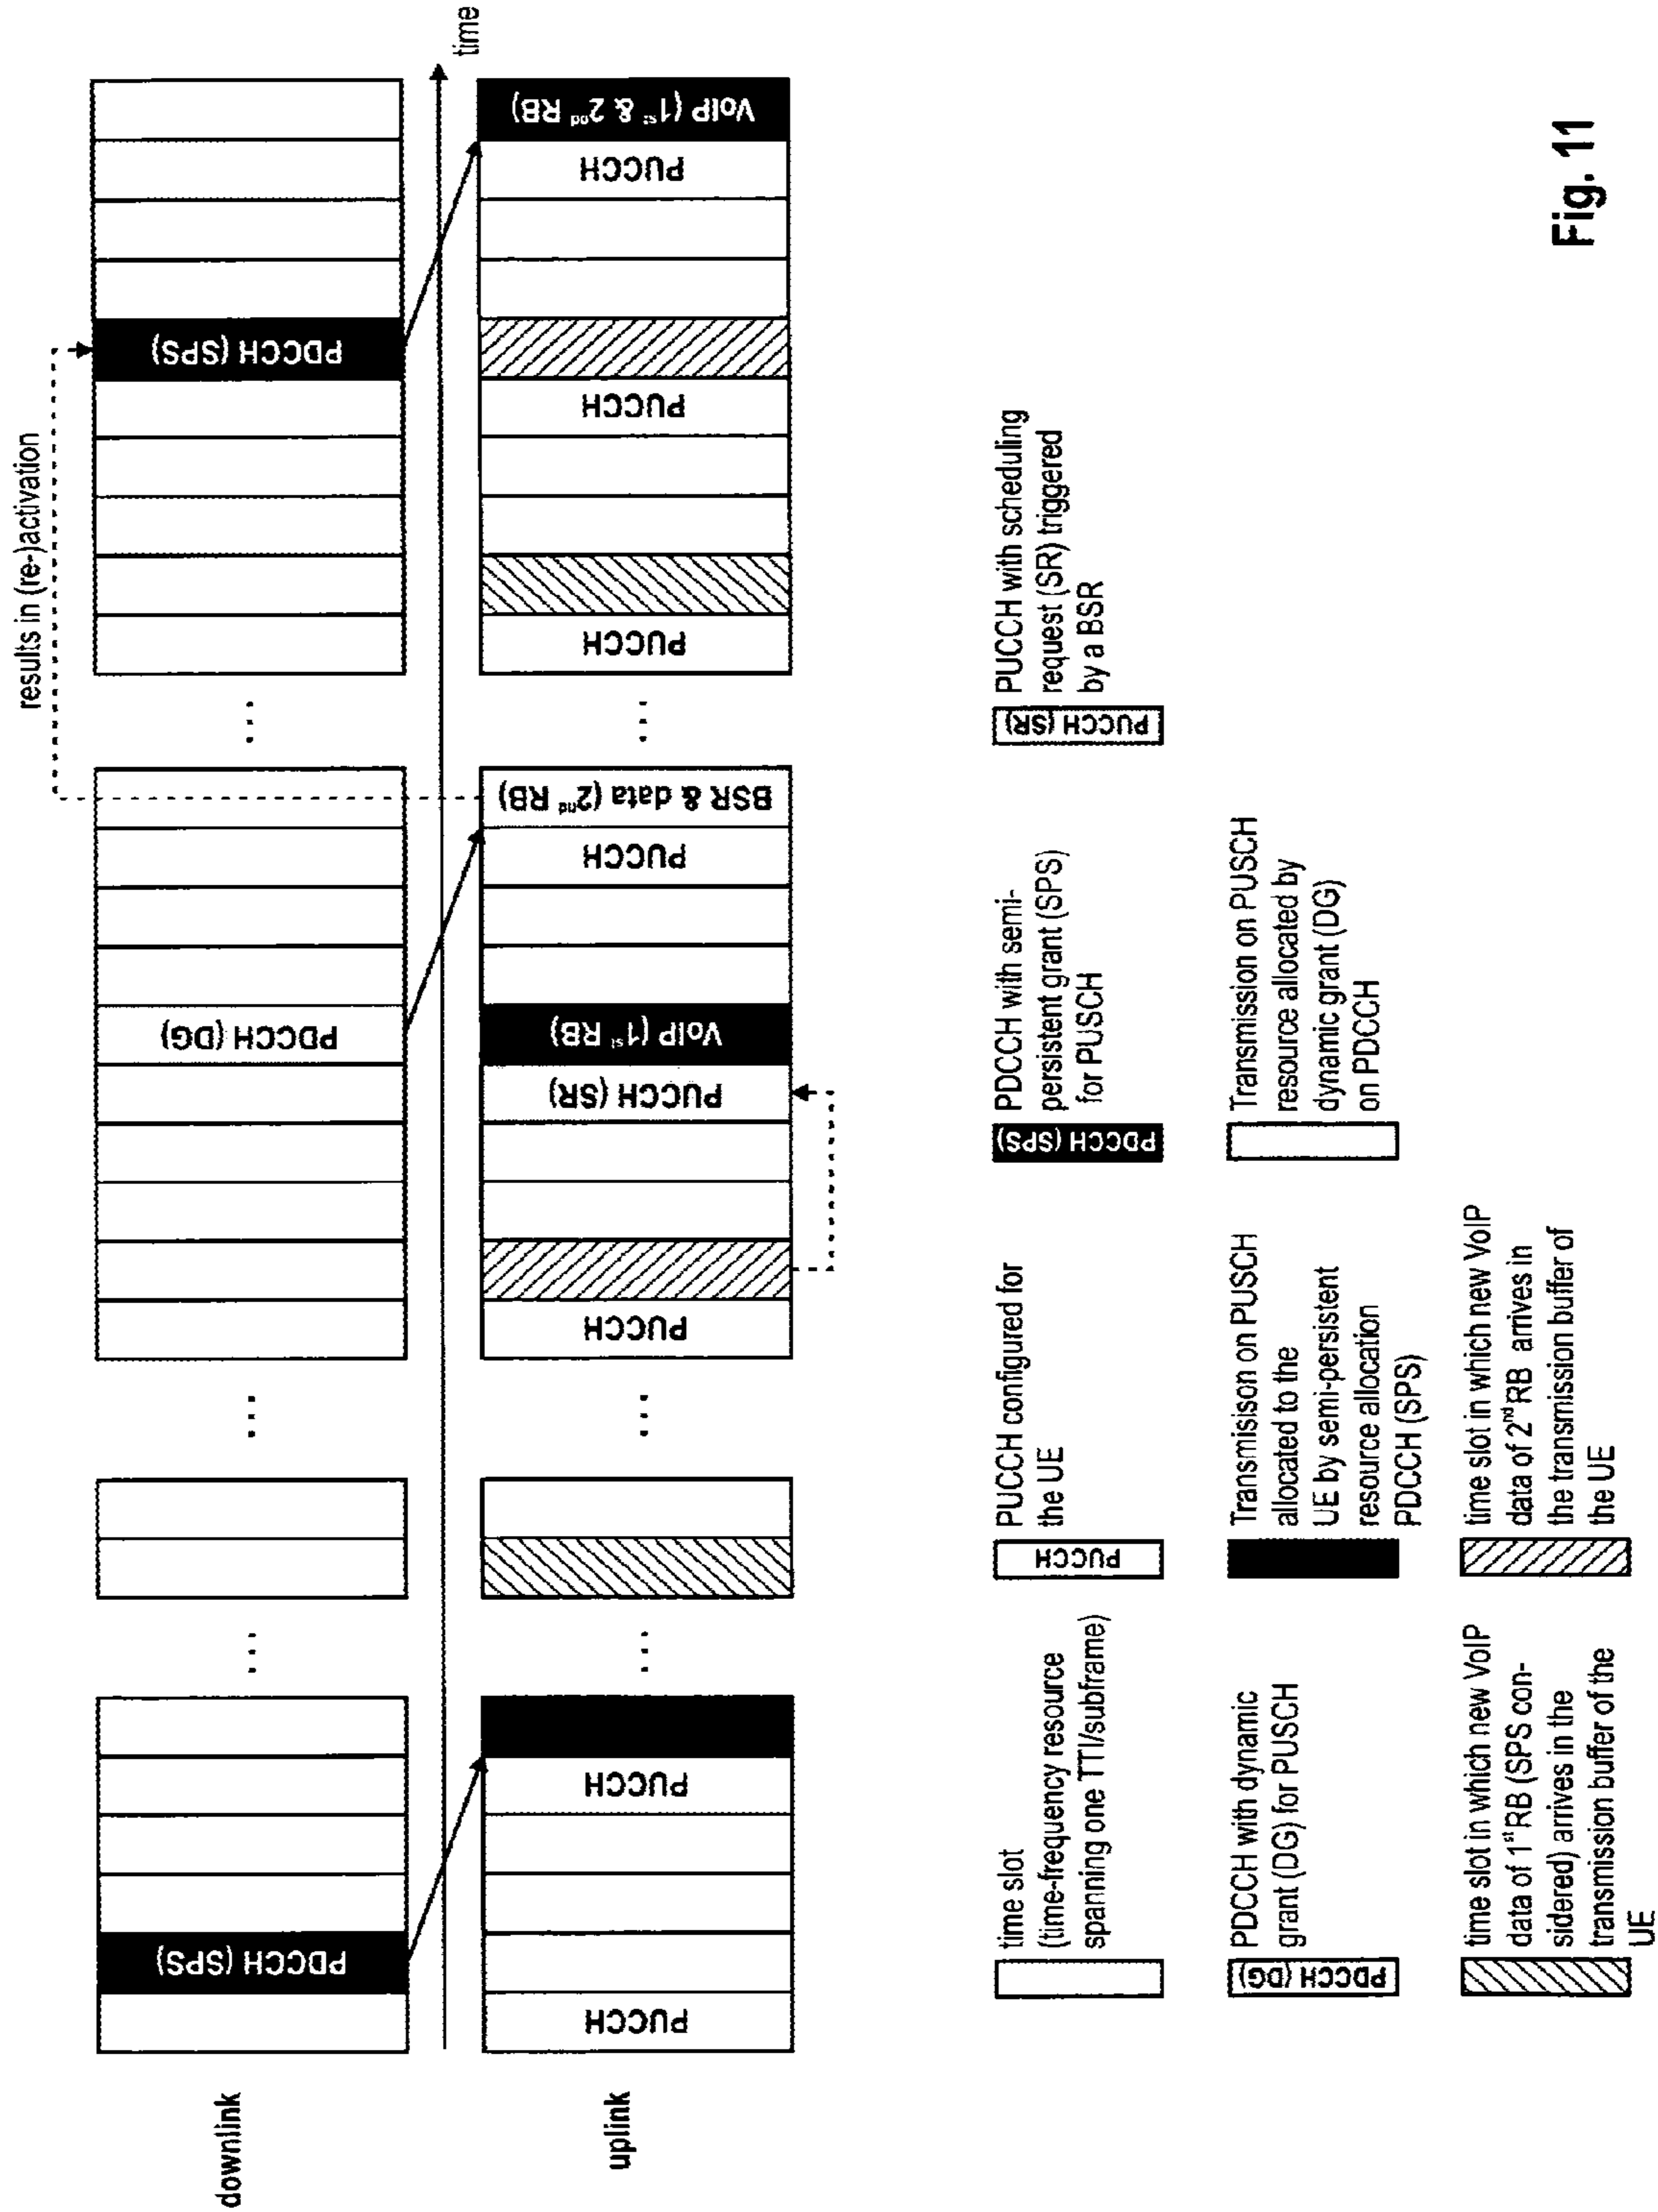 results in (re-)activation
downlink
PDCCH (SPS)
...
...
PDCCH (DG)
...
PDCCH (SPS)
time
uplink
PUCCH
PUCCH
...
...
PUCCH
PUCCH (SR)
VoIP (1st RB)
PUCCH
BSR & data (2nd RB)
...
PUCCH
PUCCH
PUCCH
VoIP (1st & 2nd RB)
time slot
(time-frequency resource
spanning one TTI/subframe)
PUCCH
PUCCH configured for
the UE
PDCCH (SPS)
PDCCH with semi-
persistent grant (SPS)
for PUSCH
PUCCH (SR)
PUCCH with scheduling
request (SR) triggered
by a BSR
PDCCH (DG)
PDCCH with dynamic
grant (DG) for PUSCH
Transmisison on PUSCH
allocated to the
UE by semi-persistent
resource allocation
PDCCH (SPS)
Transmission on PUSCH
resource allocated by
dynamic grant (DG)
on PDCCH
time slot in which new VoIP
data of 1st RB (SPS con-
sidered) arrives in the
transmission buffer of the
UE
time slot in which new VoIP
data of 2nd RB arrives in
the transmission buffer of
the UE
Fig. 11